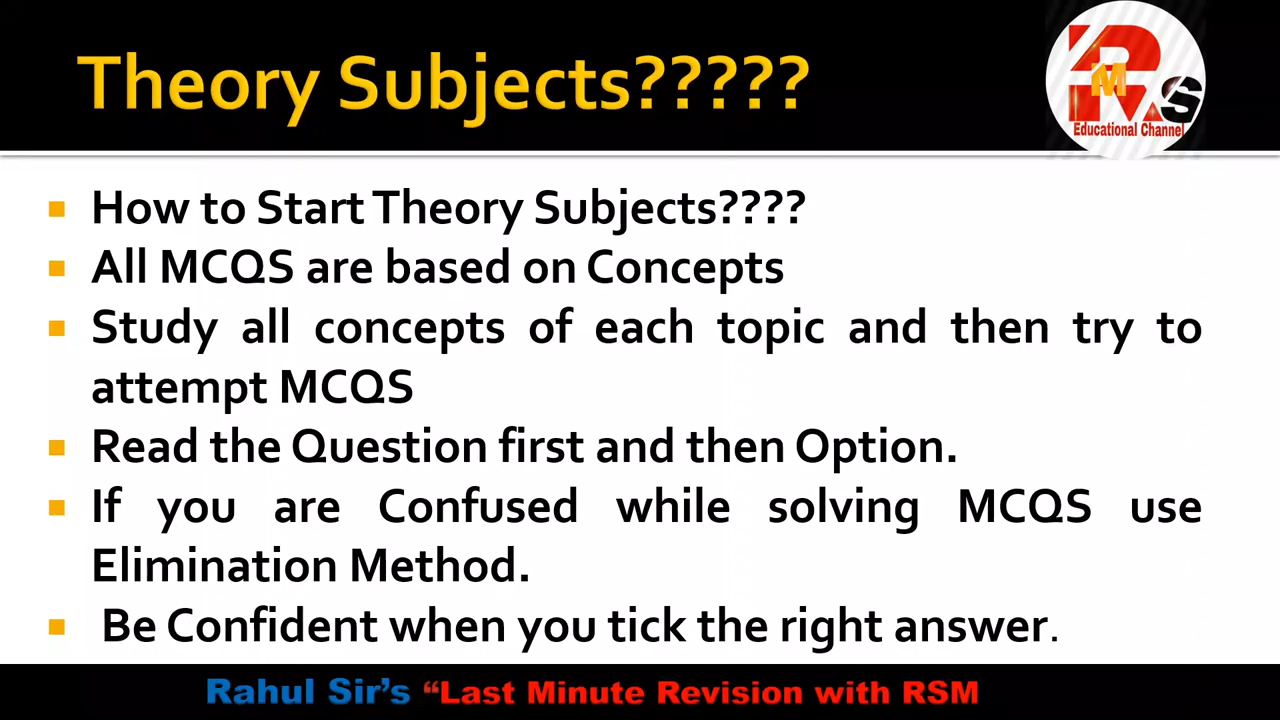 Theory Subjects?????
RMS
Educational Channel
How to Start Theory Subjects????
All MCQS are based on Concepts
Study all concepts of each topic and then try to
attempt MCQS
Read the Question first and then Option.
If you are Confused while solving MCQS use
Elimination Method.
Be Confident when you tick the right answer.
Rahul Sir's "Last Minute Revision with RSM